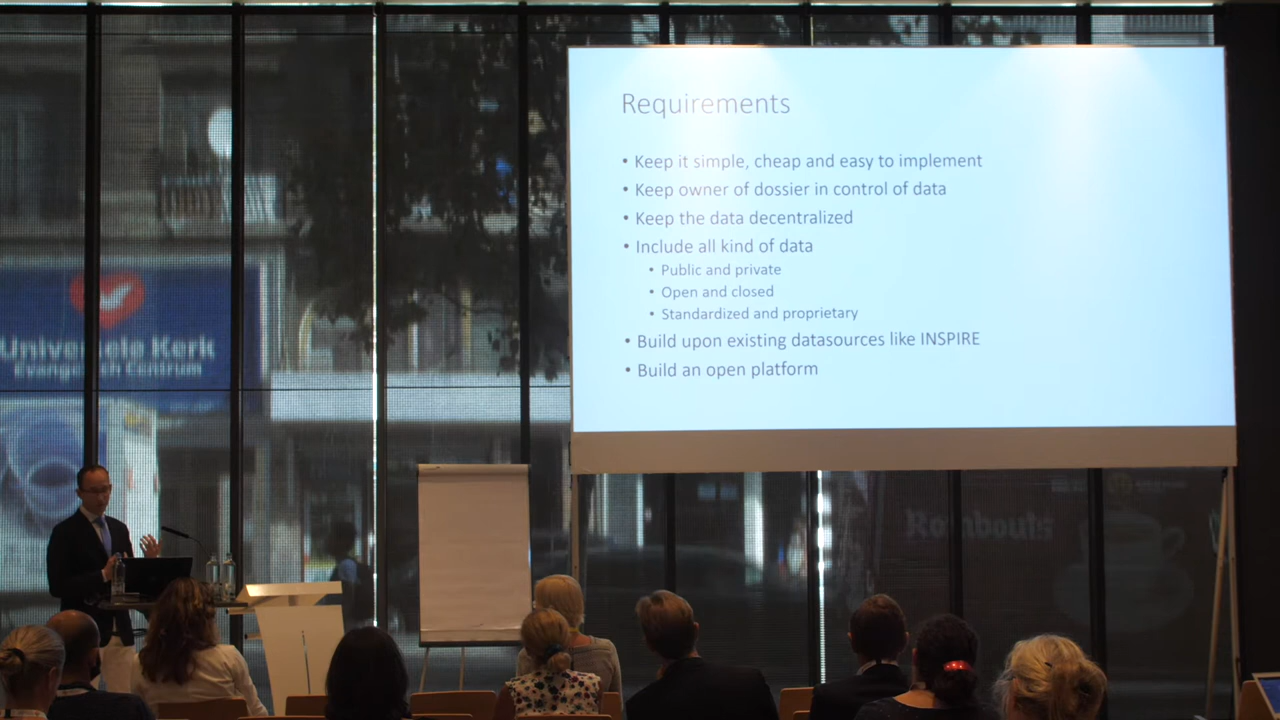 Requirements
• Keep it simple, cheap and easy to implement
• Keep owner of dossier in control of data
• Keep the data decentralized
• Include all kind of data
• Public and private
• Open and closed
• Standardized and proprietary
• Build upon existing datasources like INSPIRE
• Build an open platform
Universele Kerk
Evangelisch Centrum
Rombouts